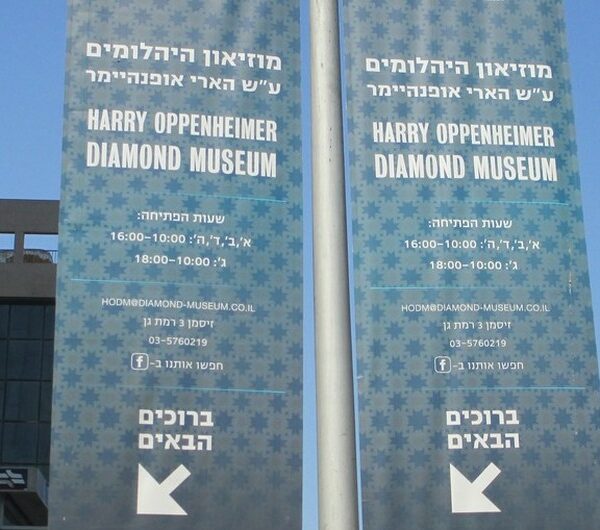 מוזיאון היהלומים
ע״ש הארי אופנהיימר
HARRY OPPENHEIMER
DIAMOND MUSEUM
שעות הפתיחה:
א׳,ב׳,ד׳,ה׳: 16:00-10:00
ג׳: 18:00-10:00
HODM@DIAMOND-MUSEUM.CO.IL
זיסמן 3 רמת גן
03-5760219
חפשו אותנו ב- f
ברוכים
הבאים
מוזיאון היהלומים
ע״ש הארי אופנהיימר
HARRY OPPENHEIMER
DIAMOND MUSEUM
שעות הפתיחה:
א׳,ב׳,ד׳,ה׳: 16:00-10:00
ג׳: 18:00-10:00
HODM@DIAMOND-MUSEUM.CO.IL
זיסמן 3 רמת גן
03-5760219
חפשו אותנו ב- f
ברוכים
הבאים